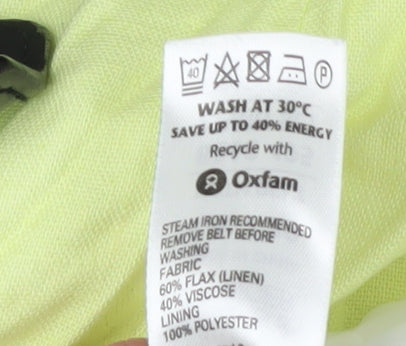 40 P
WASH AT 30°C
SAVE UP TO 40% ENERGY
Recycle with
Oxfam
STEAM IRON RECOMMENDED
REMOVE BELT BEFORE
WASHING
FABRIC
60% FLAX (LINEN)
40% VISCOSE
LINING
100% POLYESTER